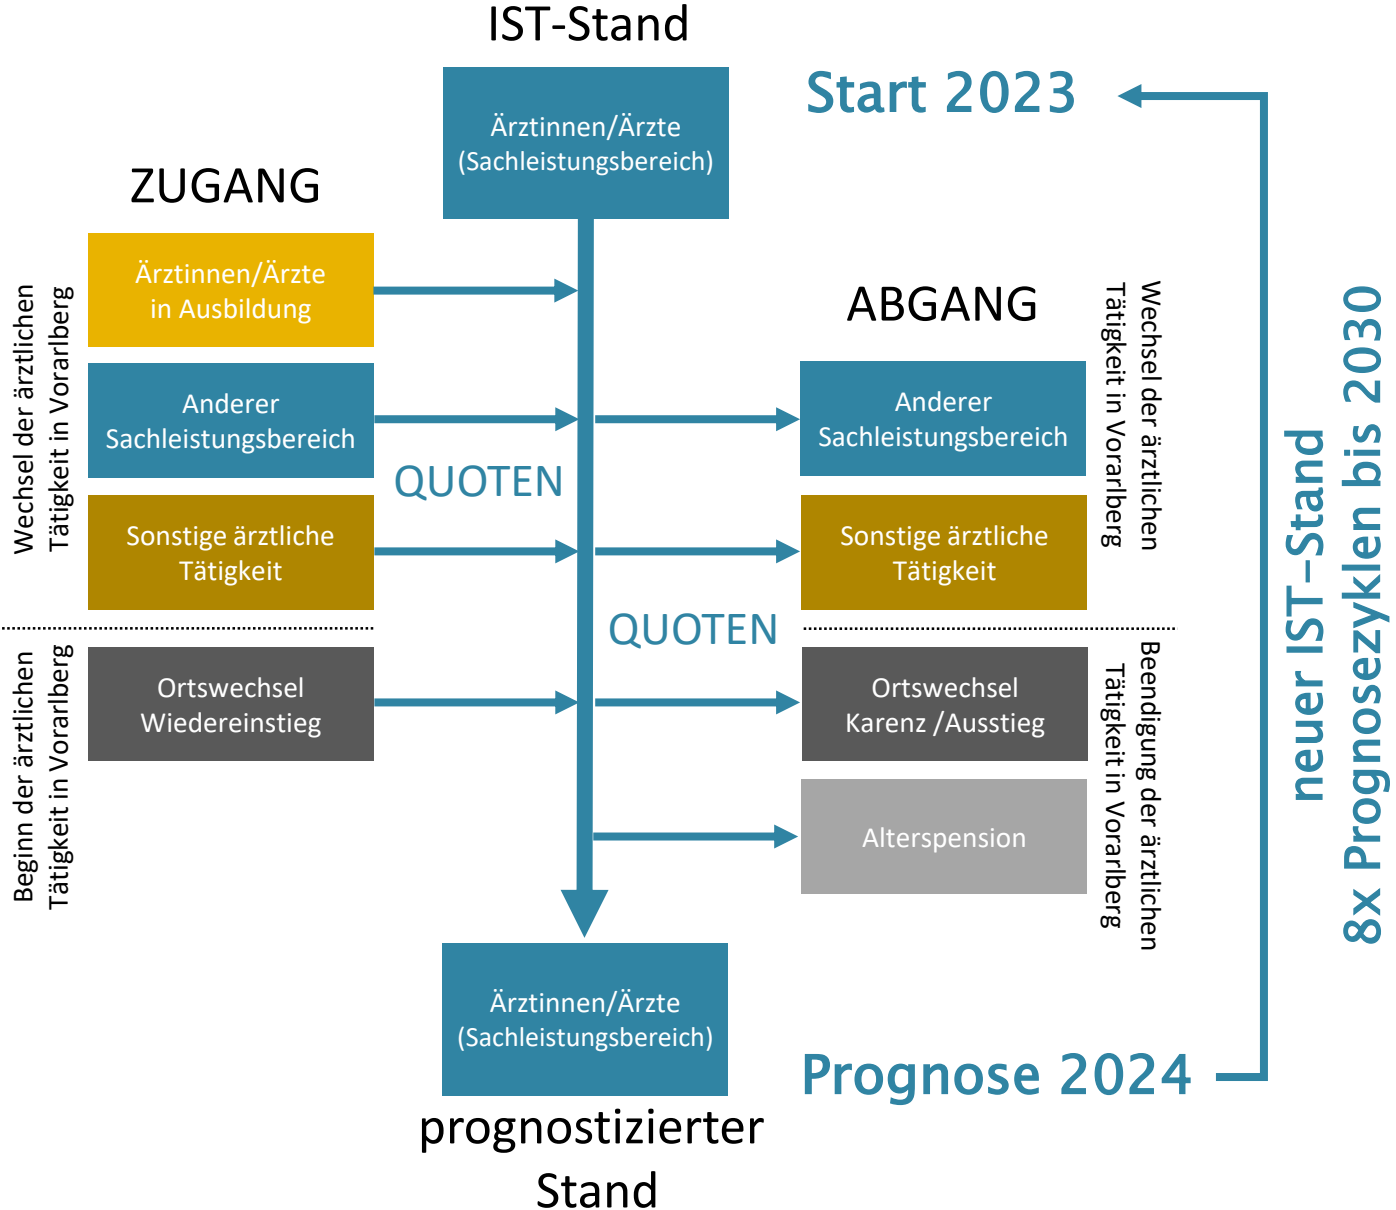 IST-Stand
Ärztinnen/Ärzte
(Sachleistungsbereich)
Start 2023
ZUGANG
Wechsel der ärztlichen
Tätigkeit in Vorarlberg
Ärztinnen/Ärzte
in Ausbildung
Anderer
Sachleistungsbereich
QUOTEN
Sonstige ärztliche
Tätigkeit
Beginn der ärztlichen
Tätigkeit in Vorarlberg
Ortswechsel
Wiedereinstieg
ABGANG
Wechsel der ärztlichen
Tätigkeit in Vorarlberg
Anderer
Sachleistungsbereich
Sonstige ärztliche
Tätigkeit
QUOTEN
Beendigung der ärztlichen
Tätigkeit in Vorarlberg
Ortswechsel
Karenz /Ausstieg
Alterspension
neuer IST-Stand
8x Prognosezyklen bis 2030
Ärztinnen/Ärzte
(Sachleistungsbereich)
Prognose 2024
prognostizierter
Stand